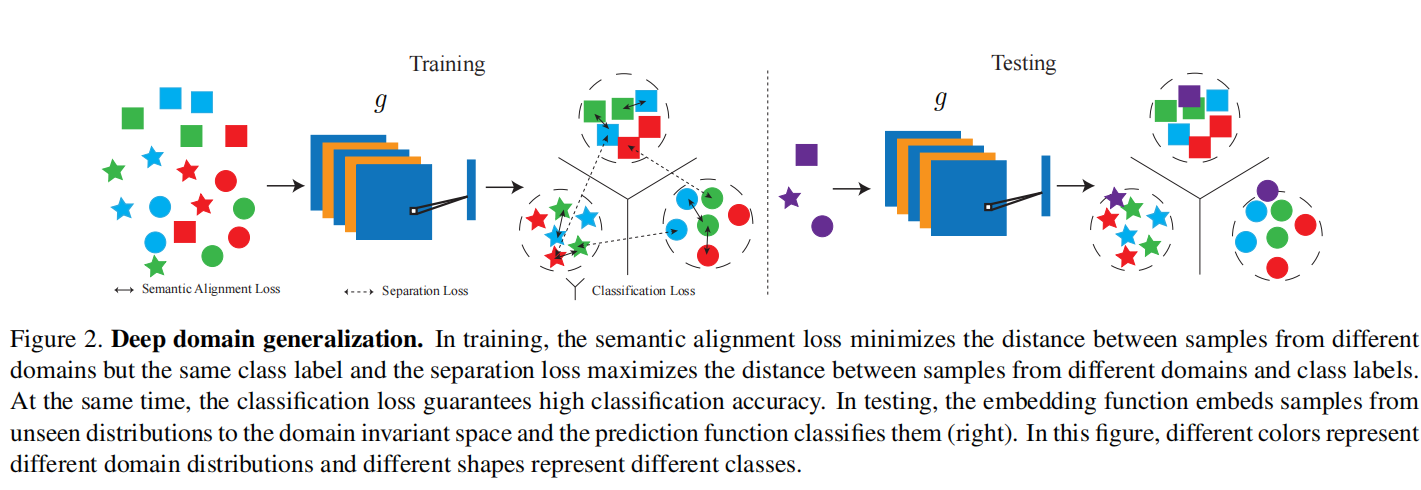 Training
Testing
g
g
Semantic Alignment Loss
Separation Loss
Classification Loss
Figure 2. Deep domain generalization. In training, the semantic alignment loss minimizes the distance between samples from different
domains but the same class label and the separation loss maximizes the distance between samples from different domains and class labels.
At the same time, the classification loss guarantees high classification accuracy. In testing, the embedding function embeds samples from
unseen distributions to the domain invariant space and the prediction function classifies them (right). In this figure, different colors represent
different domain distributions and different shapes represent different classes.